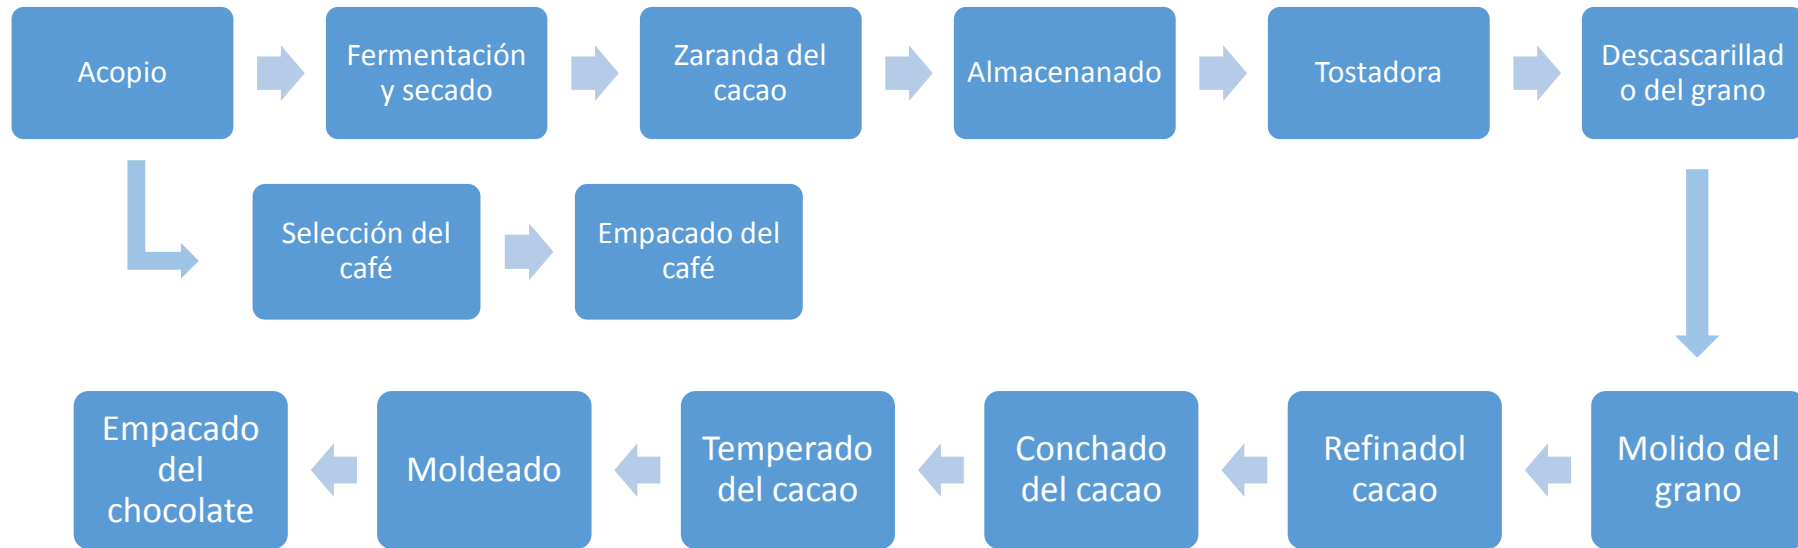 Acopio
Fermentación
y secado
Zaranda del
cacao
Almacenanado
Tostadora
Descascarillad
o del grano
Selección del
café
Empacado del
café
Molido del
grano
Refinadol
cacao
Conchado
del cacao
Temperado
del cacao
Moldeado
Empacado
del
chocolate